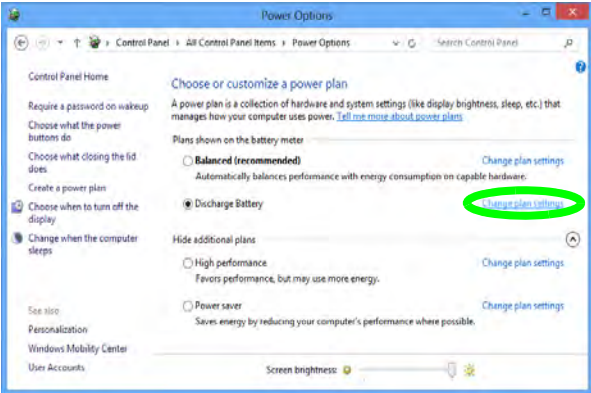 Power Options
Control Panel › All Control Panel Items › Power Options
Search Control Panel
Control Panel Home
Require a password on wakeup
Choose what the power
buttons do
Choose what closing the lid
does
Create a power plan
Choose when to turn off the
display
Change when the computer
sleeps
See also
Personalization
Windows Mobility Center
User Accounts
Choose or customize a power plan
A power plan is a collection of hardware and system settings (like display brightness, sleep, etc.) that
manages how your computer uses power. Tell me more about power plans
Plans shown on the battery meter
Balanced (recommended) Change plan settings
Automatically balances performance with energy consumption on capable hardware.
Discharge Battery Change plan settings
Hide additional plans
High performance Change plan settings
Favors performance, but may use more energy.
Power saver Change plan settings
Saves energy by reducing your computer's performance where possible.
Screen brightness: